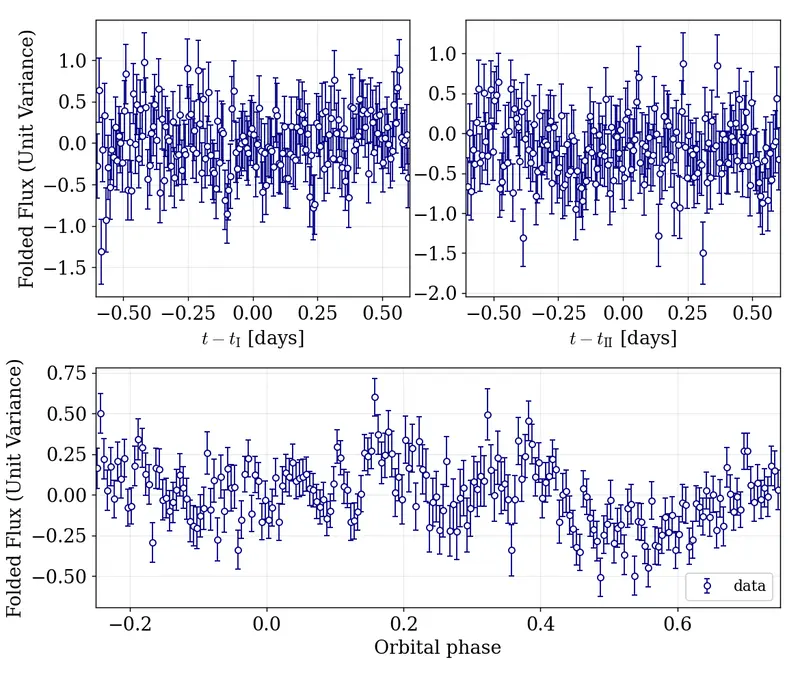 Folded Flux (Unit Variance)
1.0
0.5
0.0
−0.5
−1.0
−1.5
−0.50 −0.25 0.00 0.25 0.50
t − tI [days]
1.0
0.5
0.0
−0.5
−1.0
−1.5
−2.0
−0.50 −0.25 0.00 0.25 0.50
t − tII [days]
Folded Flux (Unit Variance)
0.75
0.50
0.25
0.00
−0.25
−0.50
data
−0.2 0.0 0.2 0.4 0.6
Orbital phase